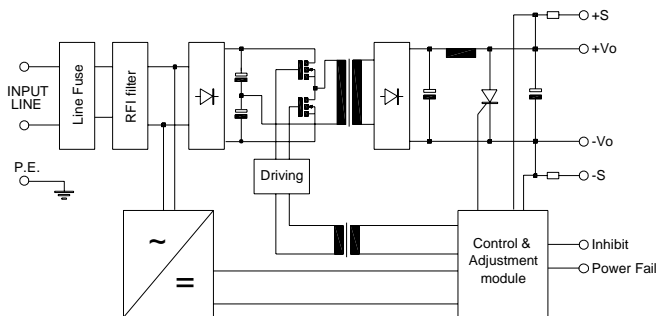 +S
+Vo
INPUT
LINE
Line Fuse
RFI filter
-Vo
P.E.
-S
Driving
~
=
Control &
Adjustment
module
Inhibit
Power Fail